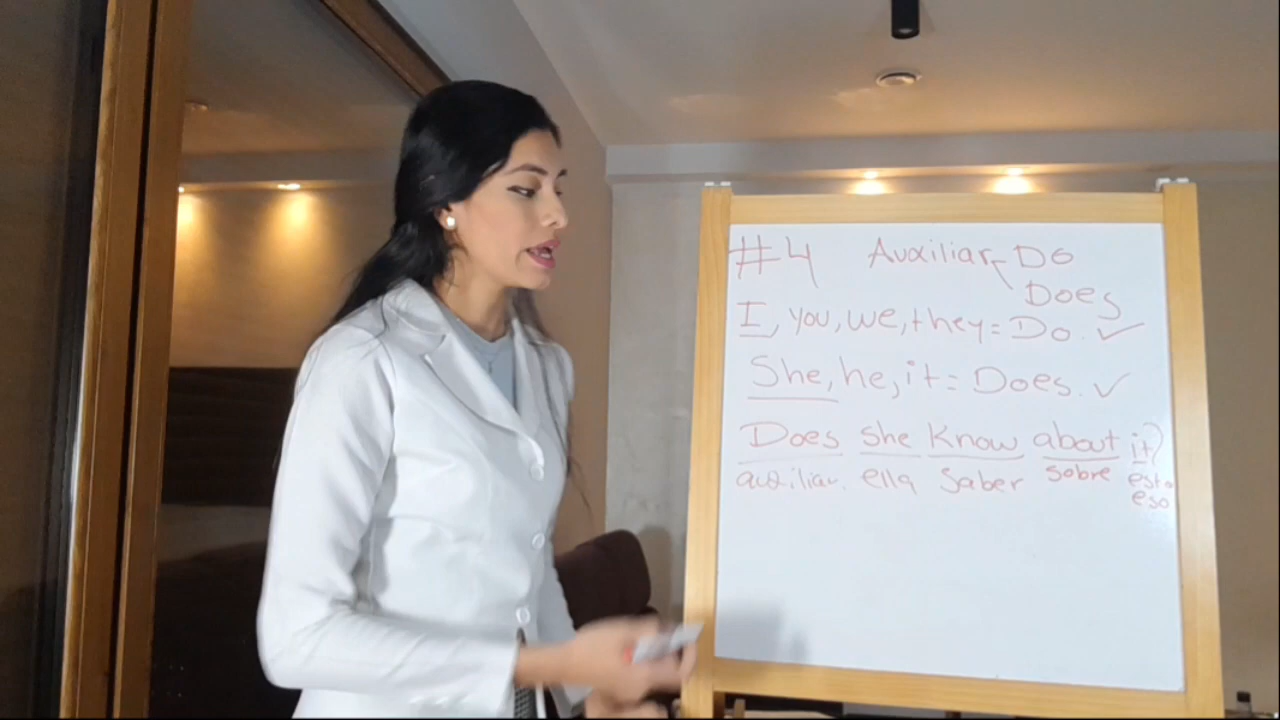 #4 Auxiliar Do
Does
I, you, we, they = Do. ✓
She, he, it = Does. ✓
Does she know about it?
auxiliar. ella saber sobre esto
eso